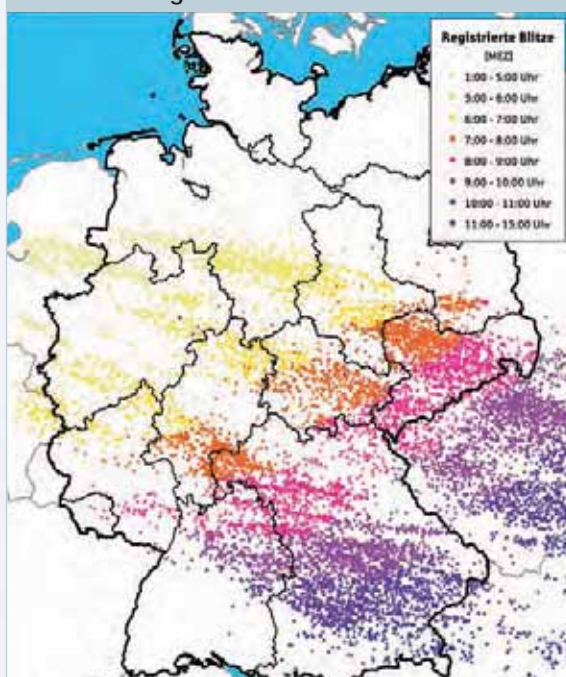 Registrierte Blitze
[MEZ]
1:00 - 5:00 Uhr
5:00 - 6:00 Uhr
6:00 - 7:00 Uhr
7:00 - 8:00 Uhr
8:00 - 9:00 Uhr
9:00 - 10:00 Uhr
10:00 - 11:00 Uhr
11:00 - 15:00 Uhr